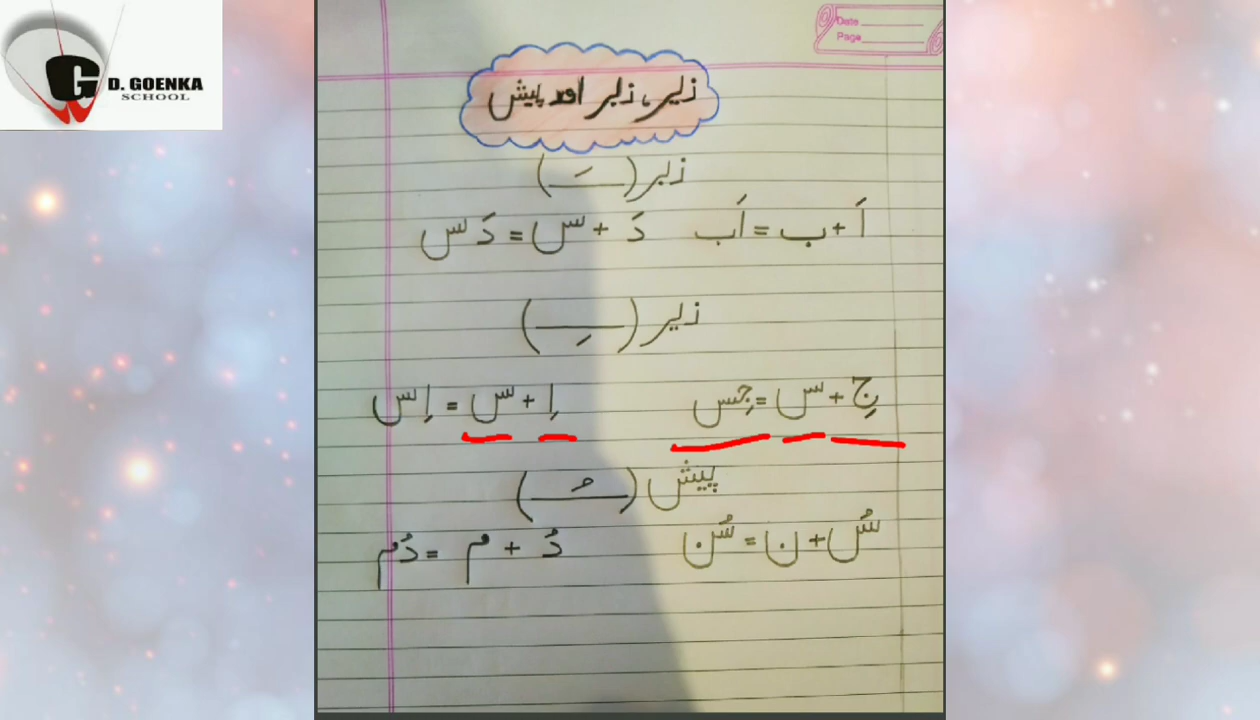 G D. GOENKA
SCHOOL
Date
Page
زیر، زبر اور پیش
زبر (ــَـ)
اَ + ب = اَب دَ + س = دَس
زیر (ــِـ)
جِ + س = جِس اِ + س = اِس
پیش (ــُـ)
سُ + ن = سُن دُ + م = دُم